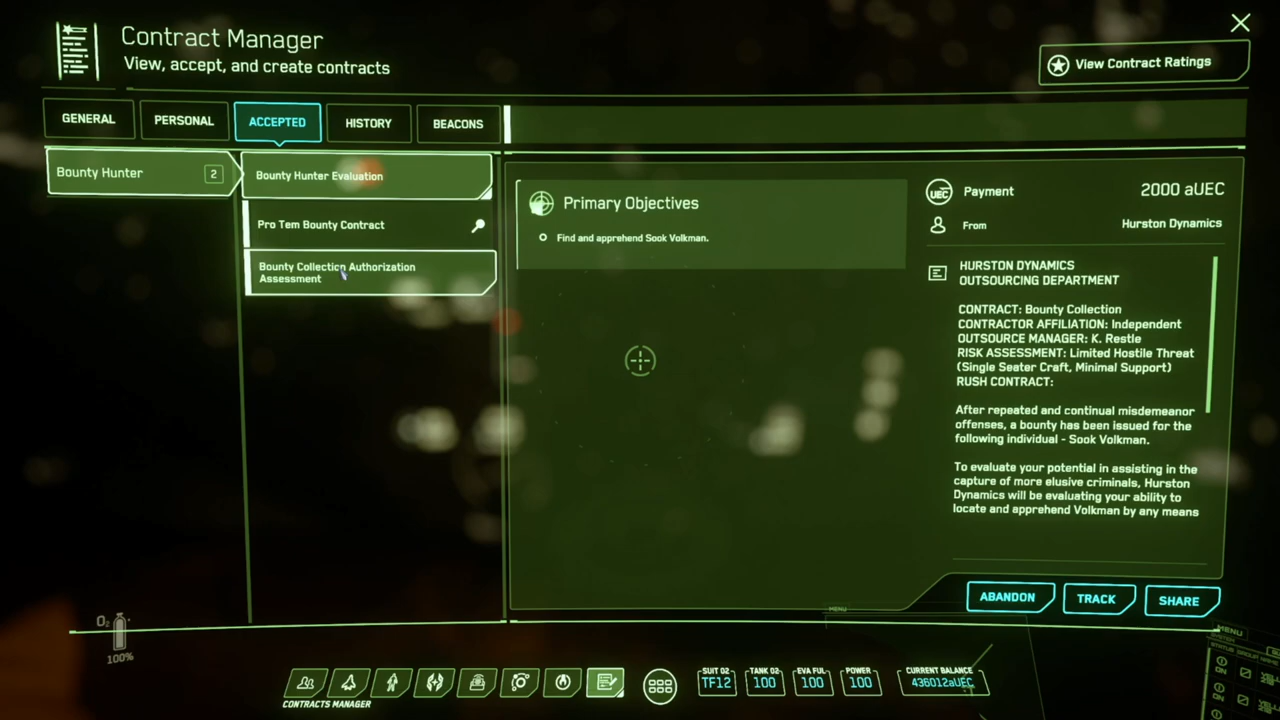 Contract Manager
View, accept, and create contracts
View Contract Ratings
GENERAL
PERSONAL
ACCEPTED
HISTORY
BEACONS
Bounty Hunter
2
Bounty Hunter Evaluation
Pro Tem Bounty Contract
Bounty Collection Authorization
Assessment
Primary Objectives
Find and apprehend Sook Volkman.
UEC
Payment
2000 aUEC
From
Hurston Dynamics
HURSTON DYNAMICS
OUTSOURCING DEPARTMENT
CONTRACT: Bounty Collection
CONTRACTOR AFFILIATION: Independent
OUTSOURCE MANAGER: K. Restle
RISK ASSESSMENT: Limited Hostile Threat
(Single Seater Craft, Minimal Support)
RUSH CONTRACT:
After repeated and continual misdemeanor
offenses, a bounty has been issued for the
following individual - Sook Volkman.
To evaluate your potential in assisting in the
capture of more elusive criminals, Hurston
Dynamics will be evaluating your ability to
locate and apprehend Volkman by any means
ABANDON
TRACK
SHARE
MENU
O2
100%
CONTRACTS MANAGER
SUIT O2
TF12
TANK O2
100
EVA FUL
100
POWER
100
CURRENT BALANCE
436012aUEC
MENU
ON